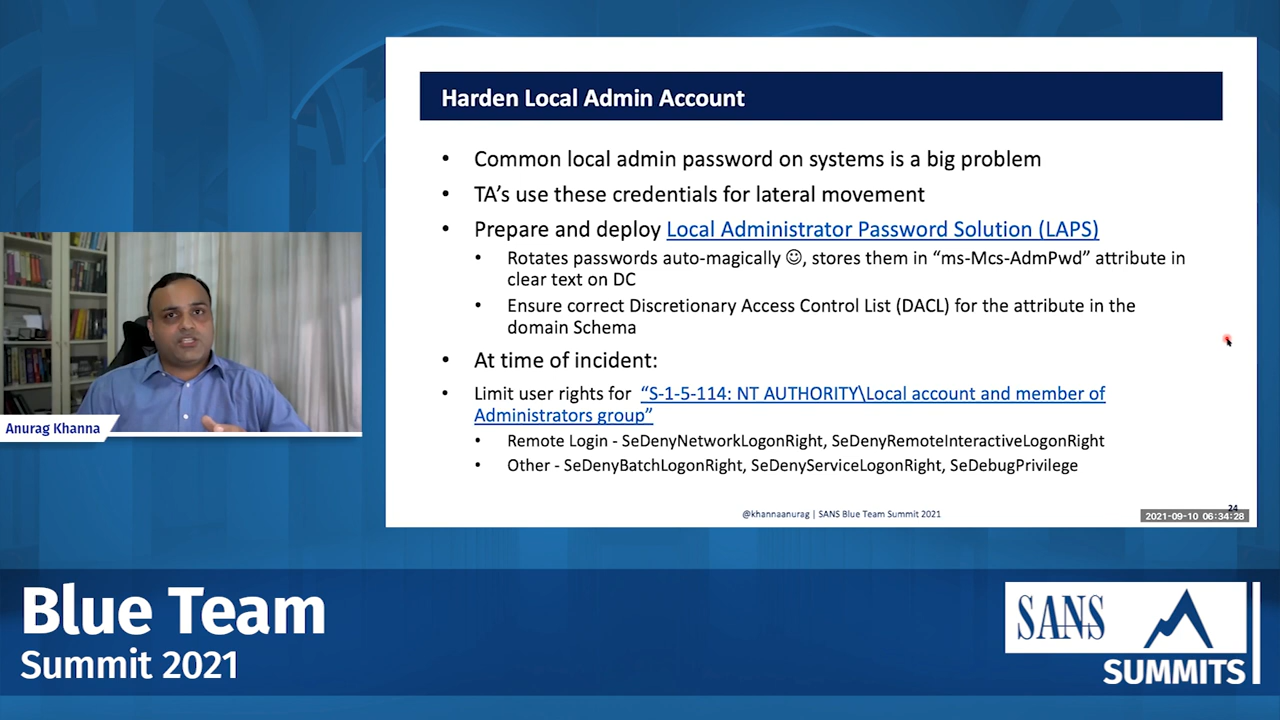 Harden Local Admin Account
• Common local admin password on systems is a big problem
• TA's use these credentials for lateral movement
• Prepare and deploy Local Administrator Password Solution (LAPS)
• Rotates passwords auto-magically ☺, stores them in “ms-Mcs-AdmPwd” attribute in
clear text on DC
• Ensure correct Discretionary Access Control List (DACL) for the attribute in the
domain Schema
• At time of incident:
• Limit user rights for “S-1-5-114: NT AUTHORITY\Local account and member of
Administrators group”
• Remote Login - SeDenyNetworkLogonRight, SeDenyRemoteInteractiveLogonRight
• Other - SeDenyBatchLogonRight, SeDenyServiceLogonRight, SeDebugPrivilege
@khannaanurag | SANS Blue Team Summit 2021
24
2021-09-10 06:34:28
Anurag Khanna
Blue Team
Summit 2021
SANS
SUMMITS